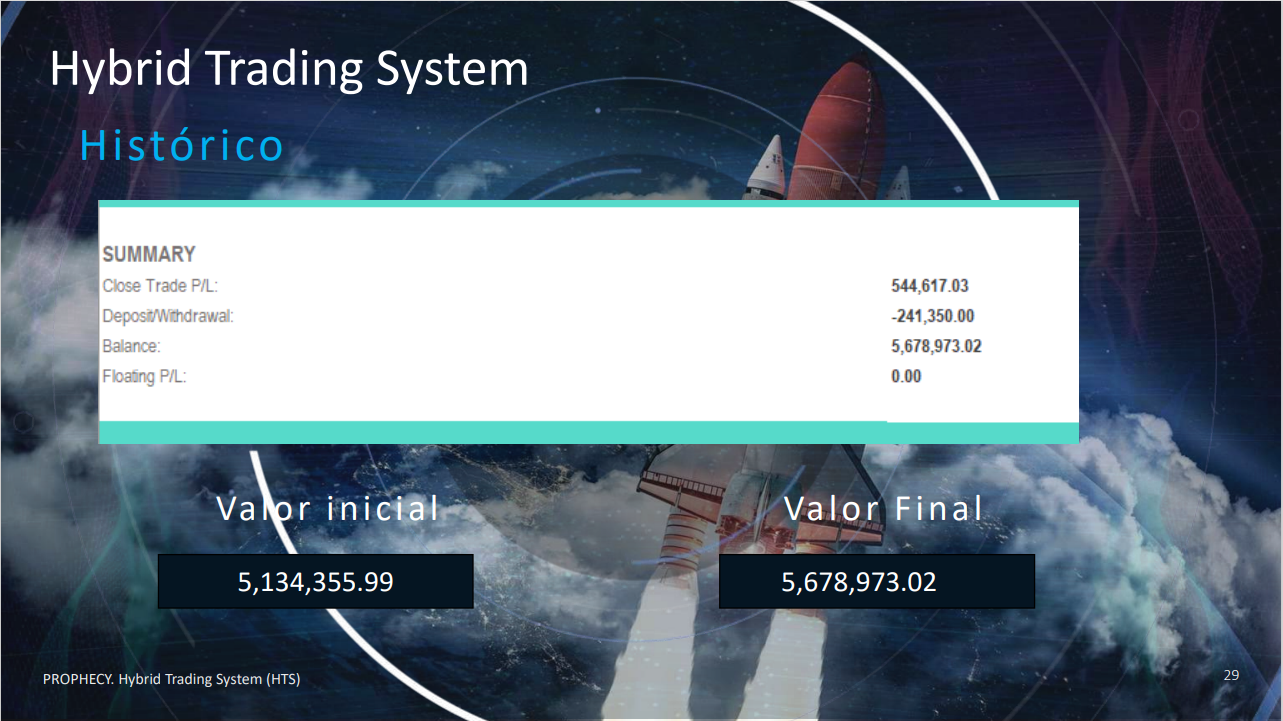 Hybrid Trading System
Histórico
SUMMARY
Close Trade P/L: 544,617.03
Deposit/Withdrawal: -241,350.00
Balance: 5,678,973.02
Floating P/L: 0.00
Valor inicial Valor Final
5,134,355.99 5,678,973.02
PROPHECY. Hybrid Trading System (HTS) 29